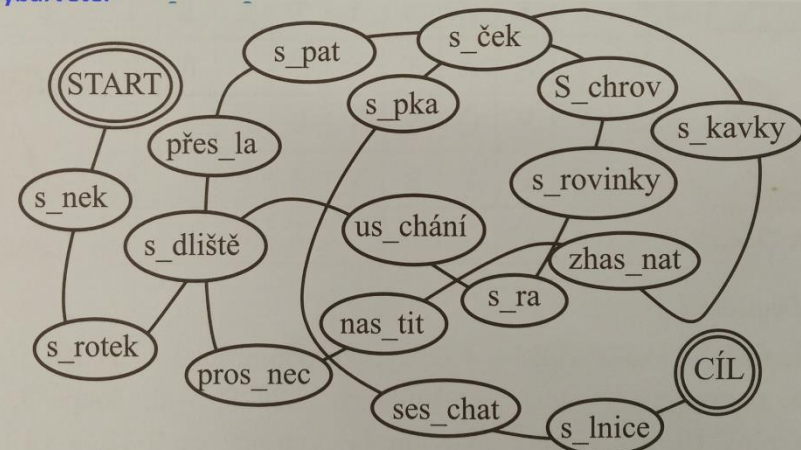 START
s_nek
s_rotek
s_dliště
přes_la
s_pat
s_ček
s_pka
S_chrov
s_kavky
s_rovinky
us_chání
s_ra
zhas_nat
nas_tit
pros_nec
ses_chat
s_lnice
CÍL